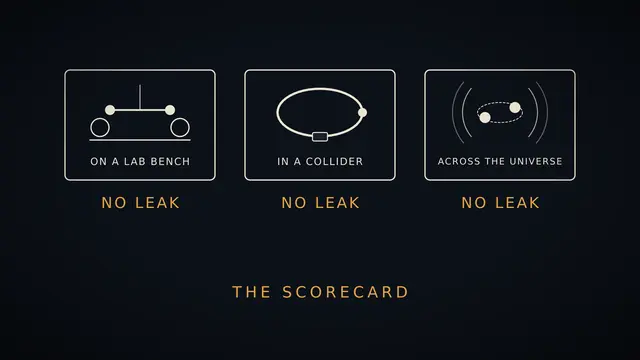 ON A LAB BENCH
IN A COLLIDER
ACROSS THE UNIVERSE
NO LEAK
NO LEAK
NO LEAK
THE SCORECARD